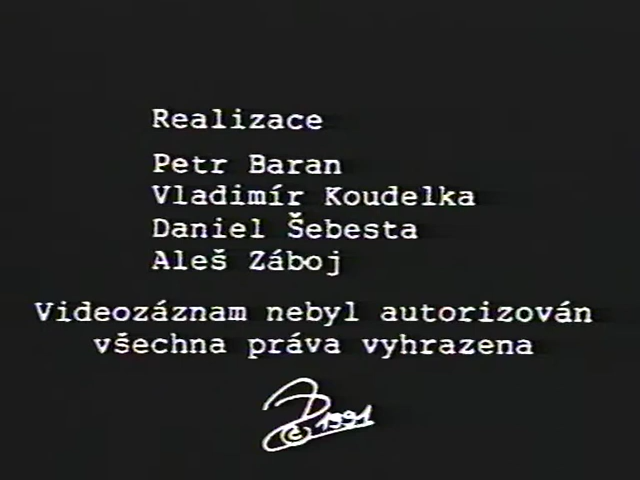 Realizace
Petr Baran
Vladimír Koudelka
Daniel Šebesta
Aleš Záboj
Videozáznam nebyl autorizován
všechna práva vyhrazena
© 1991